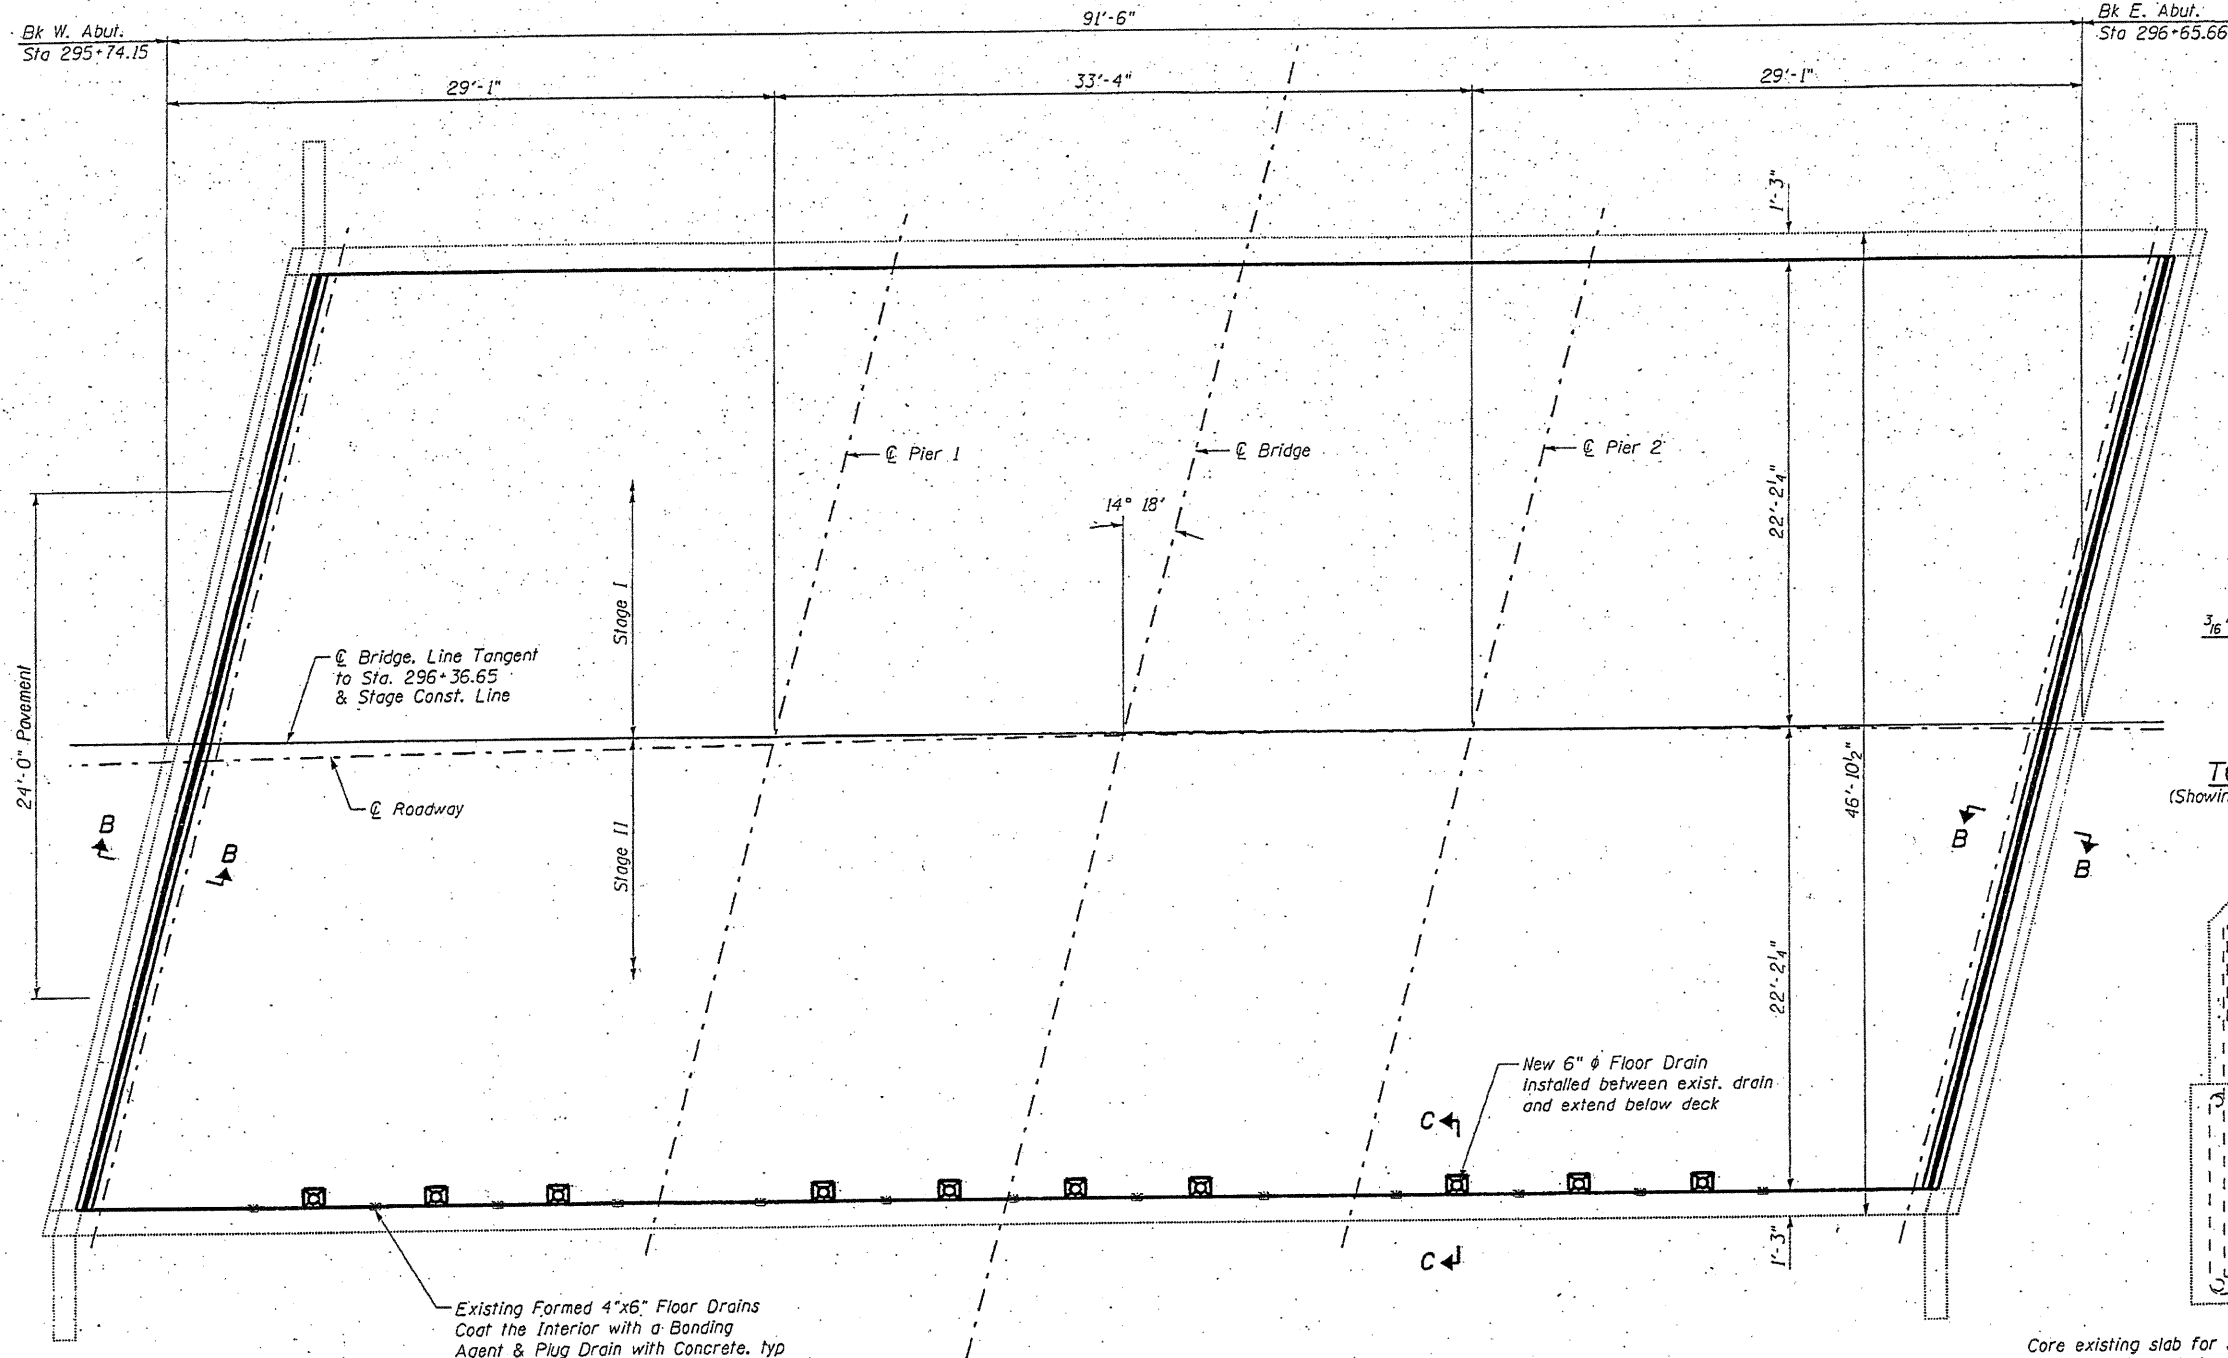 Bk W. Abut.
Sta 295+74.15
91'-6"
Bk E. Abut.
Sta 296+65.66
29'-1"
33'-4"
29'-1"
1'-3"
℄ Pier 1
℄ Bridge
℄ Pier 2
14° 18'
22'-2¼"
Stage I
3/16"
℄ Bridge, Line Tangent
to Sta. 296+36.65
& Stage Const. Line
24'-0" Pavement
46'-10½"
(Showin
℄ Roadway
B
B
B
B
Stage II
22'-2¼"
New 6" ϕ Floor Drain
installed between exist. drain
and extend below deck
C
C
1'-3"
Existing Formed 4"x6" Floor Drains
Coat the Interior with a Bonding
Agent & Plug Drain with Concrete. typ
Core existing slab for